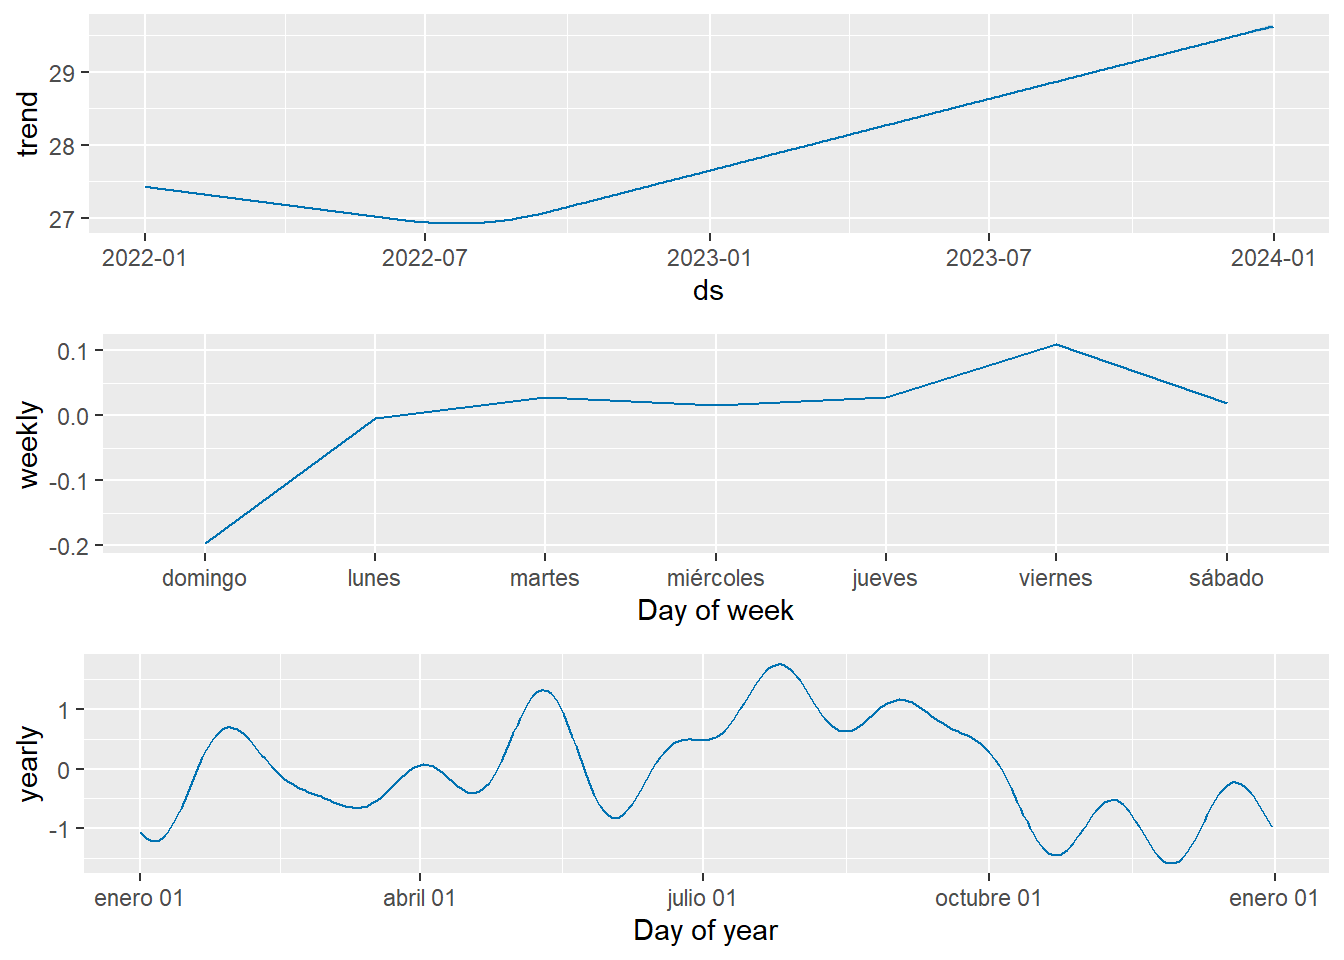 trend
29
28
27
2022-01 2022-07 2023-01 2023-07 2024-01
ds
weekly
0.1
0.0
-0.1
-0.2
domingo lunes martes miércoles jueves viernes sábado
Day of week
yearly
1
0
-1
enero 01 abril 01 julio 01 octubre 01 enero 01
Day of year